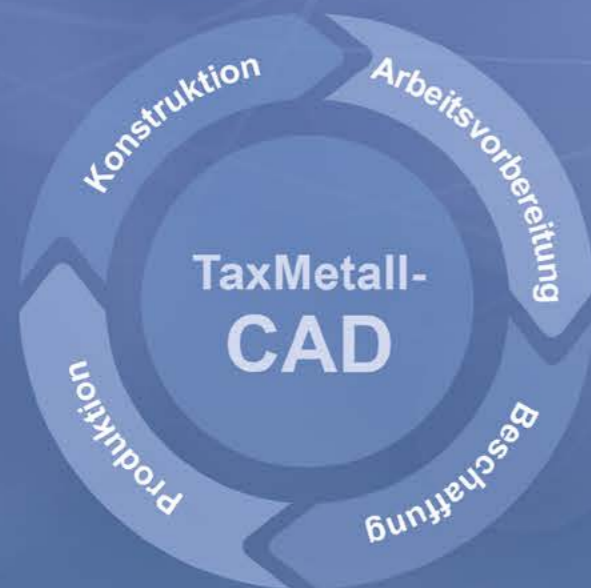 Konstruktion
Arbeitsvorbereitung
TaxMetall-
CAD
Produktion
Beschaffung